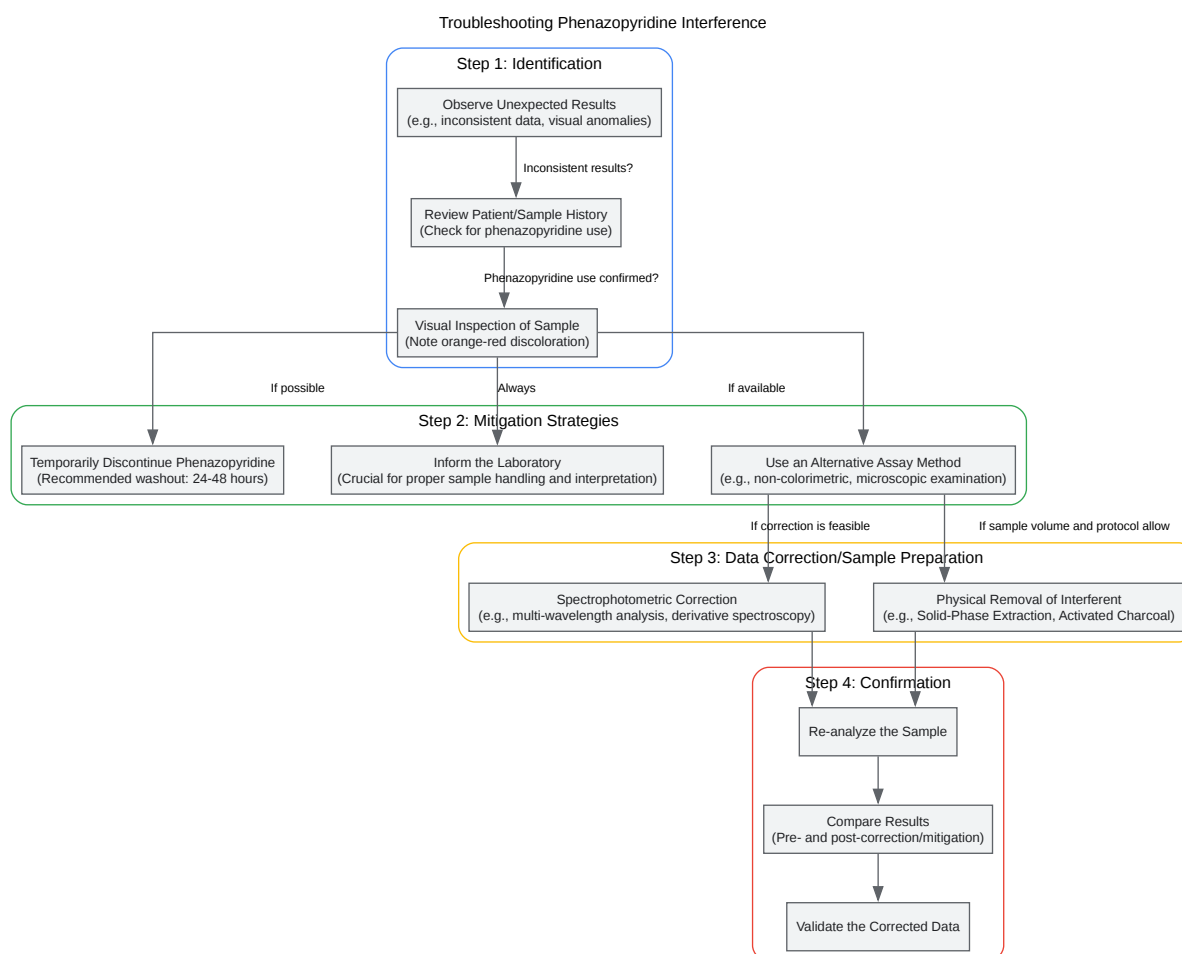 Troubleshooting Phenazopyridine Interference
Step 1: Identification
Observe Unexpected Results
(e.g., inconsistent data, visual anomalies)
Inconsistent results?
Review Patient/Sample History
(Check for phenazopyridine use)
Phenazopyridine use confirmed?
Visual Inspection of Sample
(Note orange-red discoloration)
If possible
Always
If available
Step 2: Mitigation Strategies
Temporarily Discontinue Phenazopyridine
(Recommended washout: 24-48 hours)
Inform the Laboratory
(Crucial for proper sample handling and interpretation)
Use an Alternative Assay Method
(e.g., non-colorimetric, microscopic examination)
If correction is feasible
If sample volume and protocol allow
Step 3: Data Correction/Sample Preparation
Spectrophotometric Correction
(e.g., multi-wavelength analysis, derivative spectroscopy)
Physical Removal of Interferent
(e.g., Solid-Phase Extraction, Activated Charcoal)
Step 4: Confirmation
Re-analyze the Sample
Compare Results
(Pre- and post-correction/mitigation)
Validate the Corrected Data